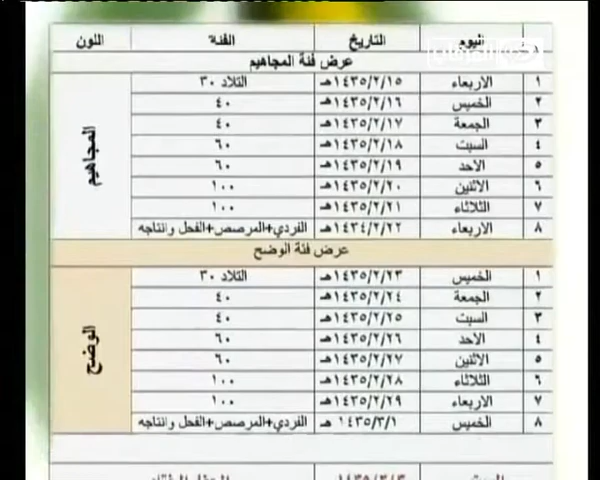 اليوم التاريخ الفئة اللون
عرض فئة المجاهيم
١ الاربعاء ١٤٣٥/٢/١٥هـ التلاد ٣٠
٢ الخميس ١٤٣٥/٢/١٦هـ ٤٠
٣ الجمعة ١٤٣٥/٢/١٧هـ ٤٠
٤ السبت ١٤٣٥/٢/١٨هـ ٦٠
٥ الاحد ١٤٣٥/٢/١٩هـ ٦٠
٦ الاثنين ١٤٣٥/٢/٢٠هـ ١٠٠
٧ الثلاثاء ١٤٣٥/٢/٢١هـ ١٠٠
٨ الاربعاء ١٤٣٤/٢/٢٢هـ الفردي+المرصص+الفحل وانتاجه
المجاهيم
عرض فئة الوضح
١ الخميس ١٤٣٥/٢/٢٣هـ التلاد ٣٠
٢ الجمعة ١٤٣٥/٢/٢٤هـ ٤٠
٣ السبت ١٤٣٥/٢/٢٥هـ ٤٠
٤ الاحد ١٤٣٥/٢/٢٦هـ ٦٠
٥ الاثنين ١٤٣٥/٢/٢٧هـ ٦٠
٦ الثلاثاء ١٤٣٥/٢/٢٨هـ ١٠٠
٧ الاربعاء ١٤٣٥/٢/٢٩هـ ١٠٠
٨ الخميس ١٤٣٥/٣/١ هـ الفردي+المرصص+الفحل وانتاجه
الوضح